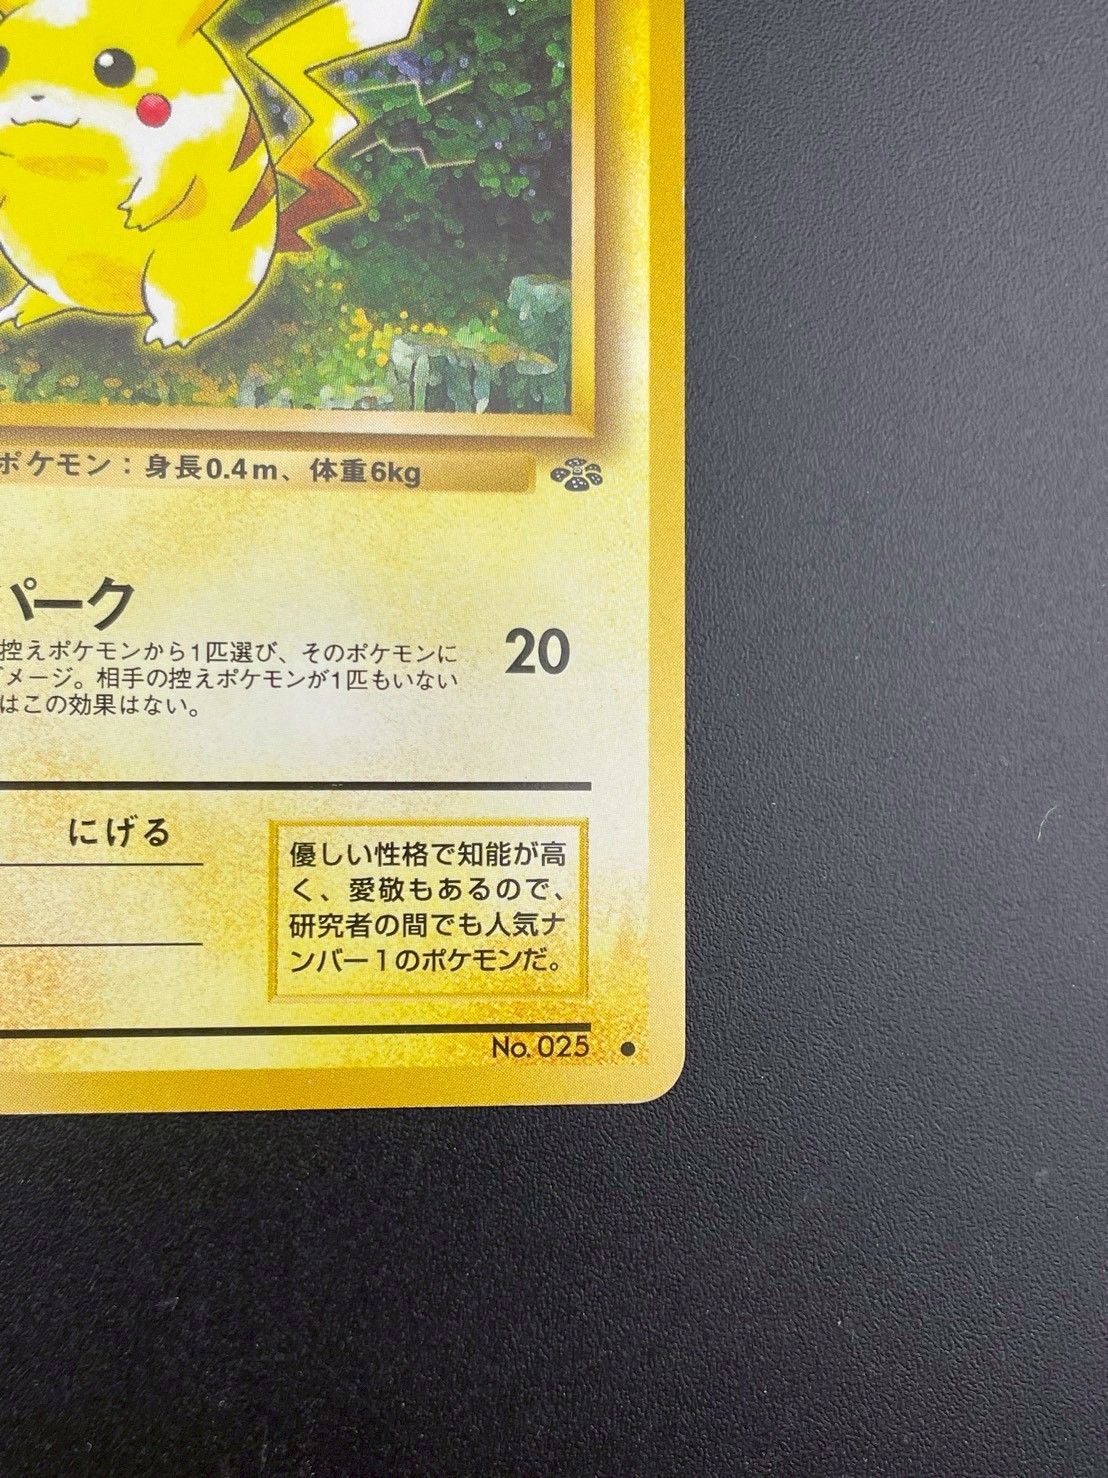 ポケモン：身長0.4m、体重6kg
パーク
20
控えポケモンから1匹選び、そのポケモンに
メージ。相手の控えポケモンが1匹もいない
はこの効果はない。
にげる
優しい性格で知能が高
く、愛敬もあるので、
研究者の間でも人気ナ
ンバー1のポケモンだ。
No. 025 ●